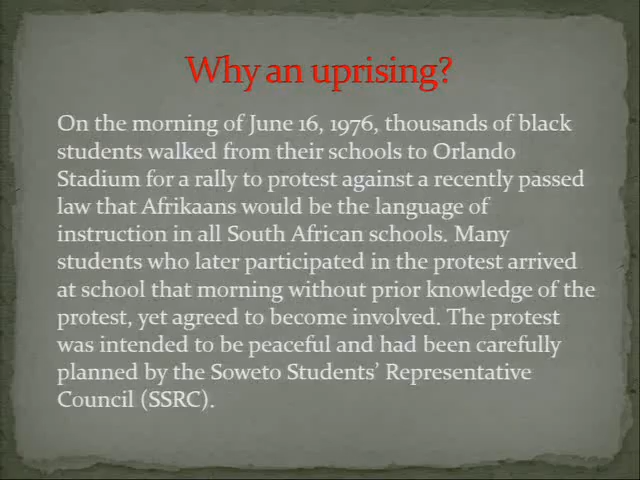 Why an uprising?
On the morning of June 16, 1976, thousands of black
students walked from their schools to Orlando
Stadium for a rally to protest against a recently passed
law that Afrikaans would be the language of
instruction in all South African schools. Many
students who later participated in the protest arrived
at school that morning without prior knowledge of the
protest, yet agreed to become involved. The protest
was intended to be peaceful and had been carefully
planned by the Soweto Students’ Representative
Council (SSRC).